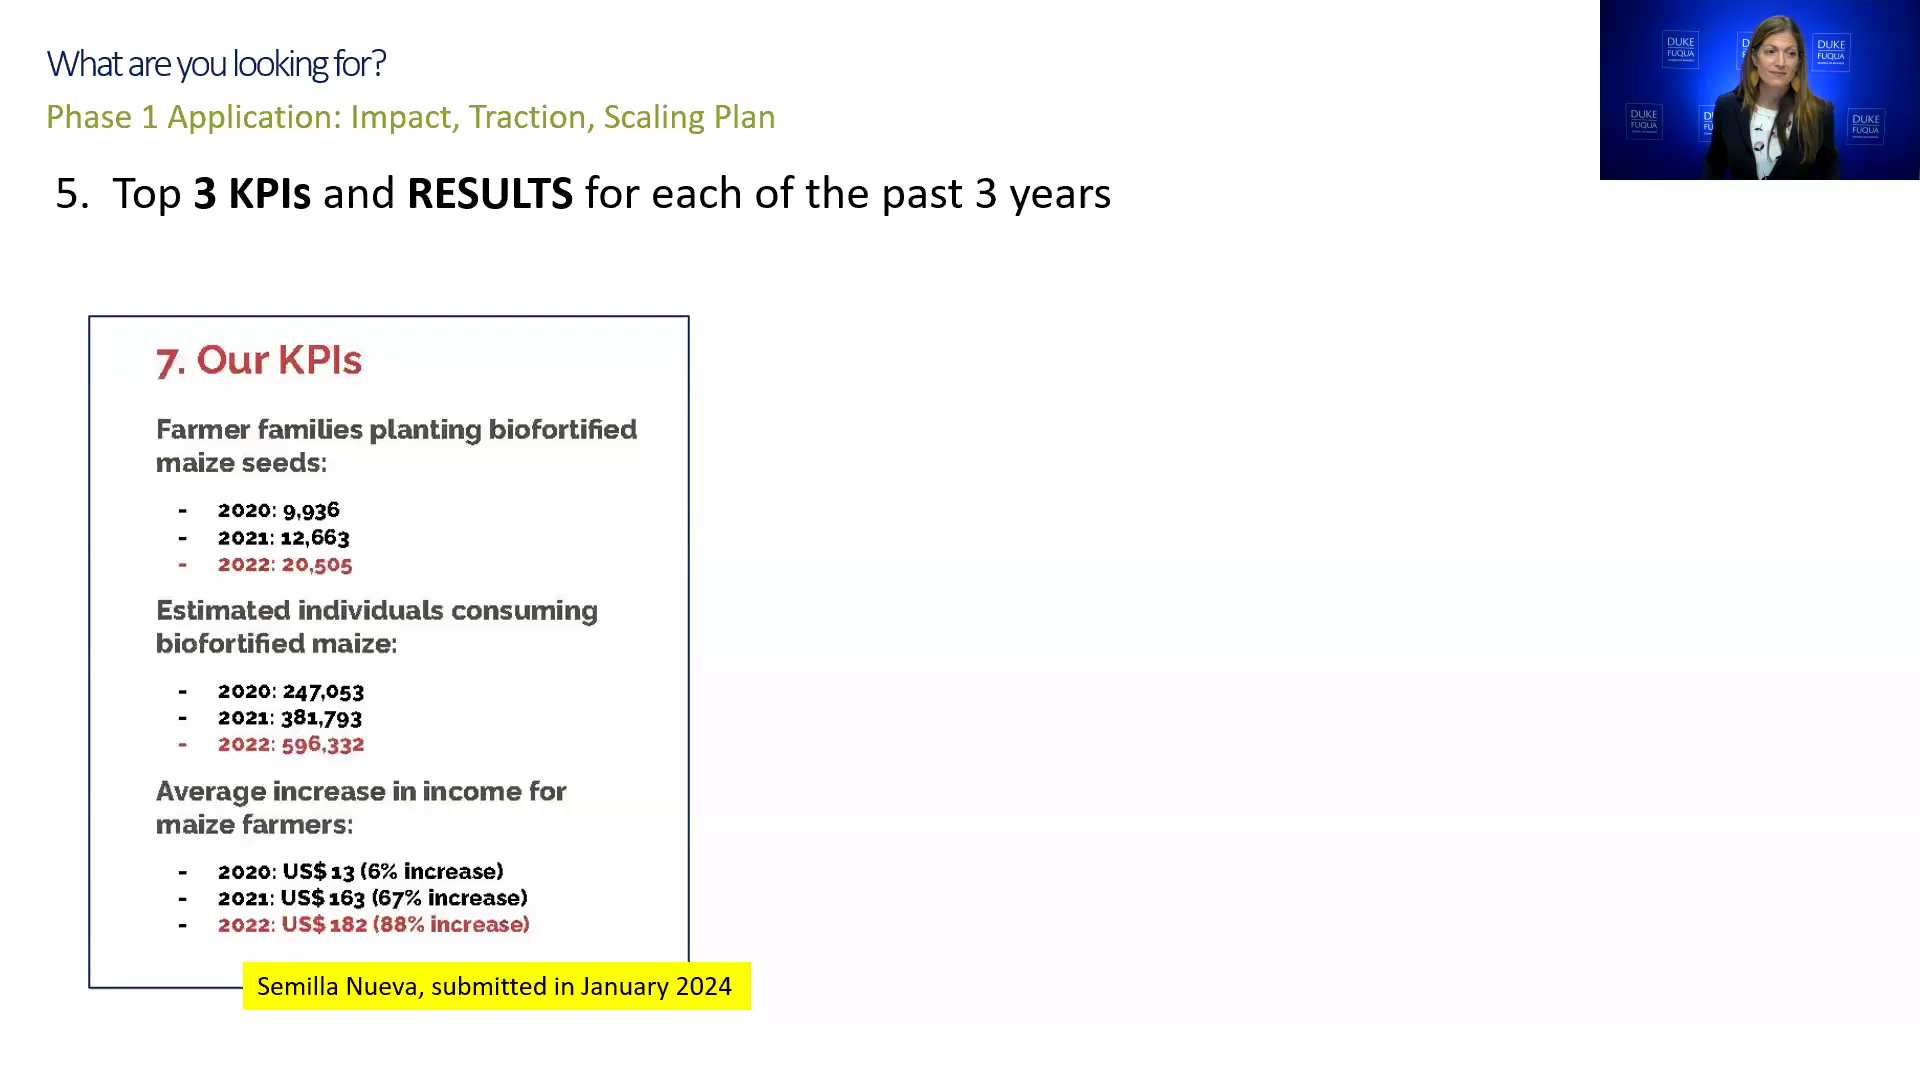 What are you looking for?
Phase 1 Application: Impact, Traction, Scaling Plan
5. Top 3 KPIs and RESULTS for each of the past 3 years
DUKE
FUQUA
DUKE
FUQUA
DUKE
FUQUA
DUKE
FUQUA
7. Our KPIs
Farmer families planting biofortified
maize seeds:
- 2020: 9,936
- 2021: 12,663
- 2022: 20,505
Estimated individuals consuming
biofortified maize:
- 2020: 247,053
- 2021: 381,793
- 2022: 596,332
Average increase in income for
maize farmers:
- 2020: US$ 13 (6% increase)
- 2021: US$ 163 (67% increase)
- 2022: US$ 182 (88% increase)
Semilla Nueva, submitted in January 2024